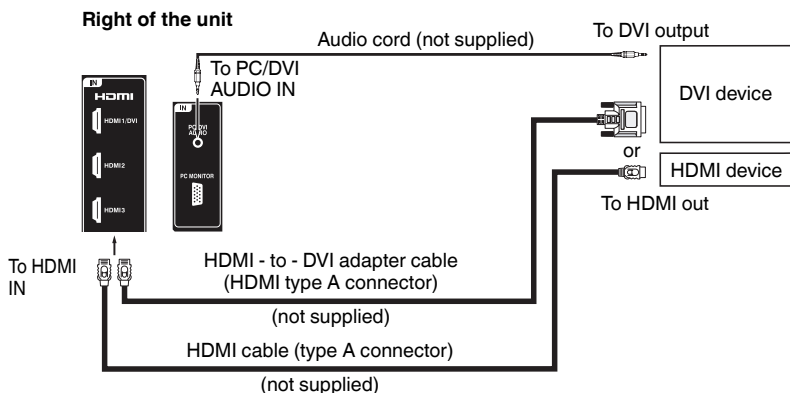 Right of the unit
Audio cord (not supplied)
To DVI output
To PC/DVI
AUDIO IN
IN
HDMI
HDMI1/DVI
HDMI2
HDMI3
IN
PC/DVI
AUDIO
PC MONITOR
DVI device
or
HDMI device
To HDMI out
To HDMI
IN
HDMI - to - DVI adapter cable
(HDMI type A connector)
(not supplied)
HDMI cable (type A connector)
(not supplied)